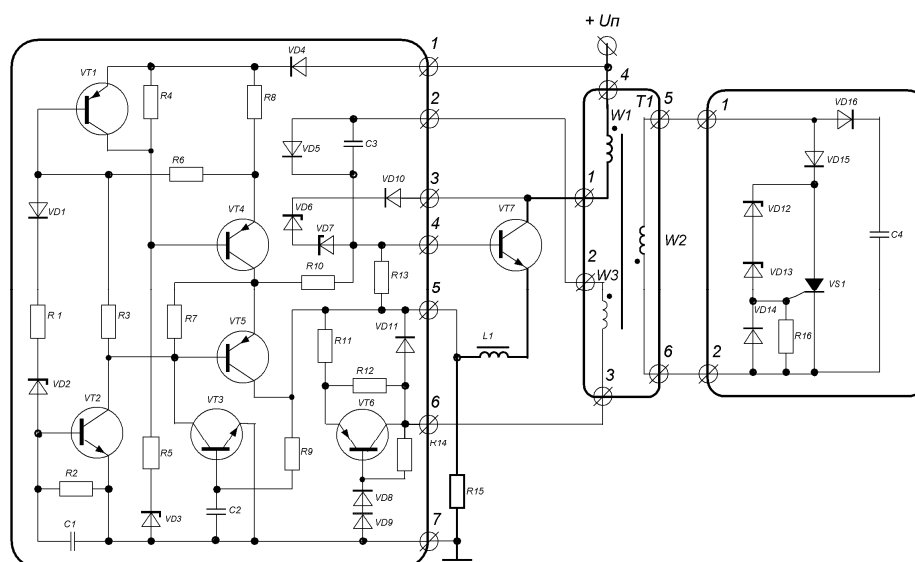 + Uп
1
4
VD4
VT1
R4
R8
2
W1
T1
5
1
VD16
VD5
C3
VD15
R6
VD10
3
1
VD1
VD6
VT4
VD7
4
VT7
VD12
W2
C4
R10
R13
2
W3
VD13
VS1
5
R 1
R3
R7
VT5
R11
VD11
L1
VD14
R16
VD2
R12
3
6
2
VT2
VT3
VT6
6
R14
R5
R9
R2
R15
VD8
C1
VD3
C2
VD9
7